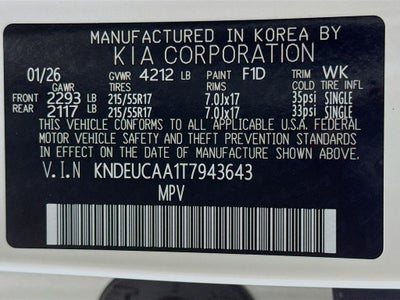 MANUFACTURED IN KOREA BY
KIA CORPORATION
01/26 GVWR 4212 LB PAINT F1D TRIM WK
GAWR TIRES RIMS COLD TIRE INFL
FRONT 2293 LB 215/55R17 7.0Jx17 35psi SINGLE
REAR 2117 LB 215/55R17 7.0Jx17 33psi SINGLE
THIS VEHICLE CONFORMS TO ALL APPLICABLE U.S.A. FEDERAL
MOTOR VEHICLE SAFETY AND THEFT PREVENTION STANDARDS
IN EFFECT ON THE DATE OF MANUFACTURE SHOWN ABOVE.
V.I.N KNDEUCAA1T7943643
MPV